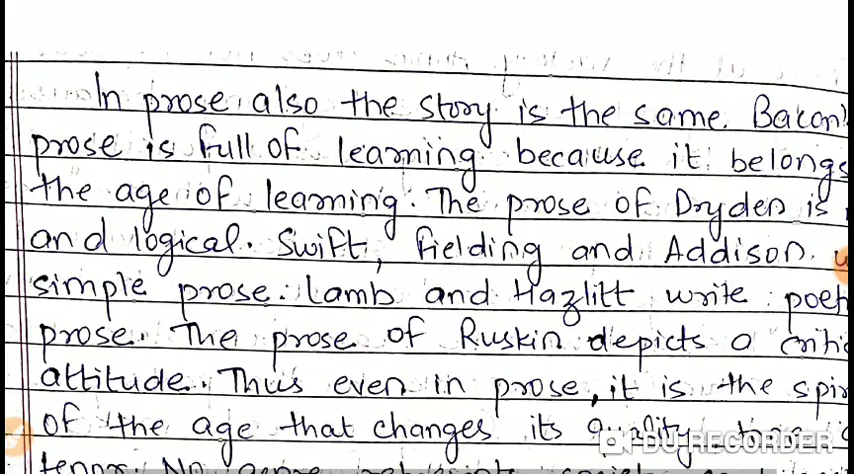 In prose also the story is the same. Bacon's
prose is full of learning because it belongs
the age of learning. The prose of Dryden is
and logical. Swift, Fielding and Addison
simple prose. Lamb and Hazlitt write poet
prose. The prose of Ruskin depicts a critic
attitude. Thus even in prose, it is the spir
of the age that changes its quality
tenor. No
DU RECORDER